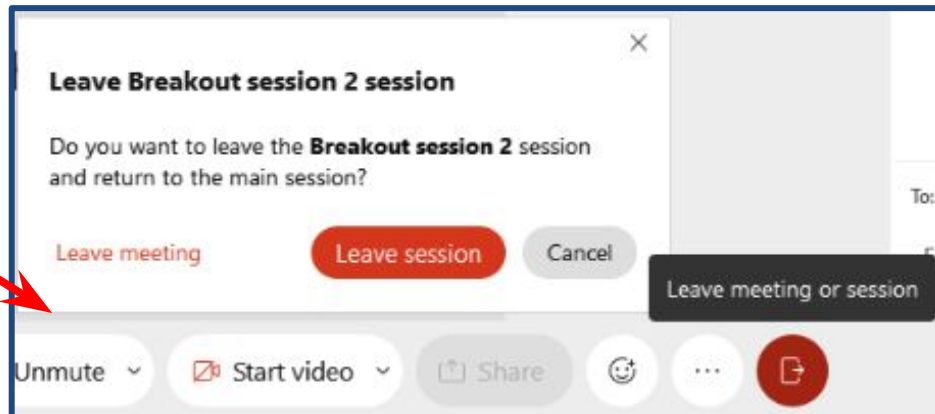 Leave Breakout session 2 session
Do you want to leave the Breakout session 2 session
and return to the main session?
Leave meeting
Leave session
Cancel
To:
Leave meeting or session
Unmute
Start video
Share